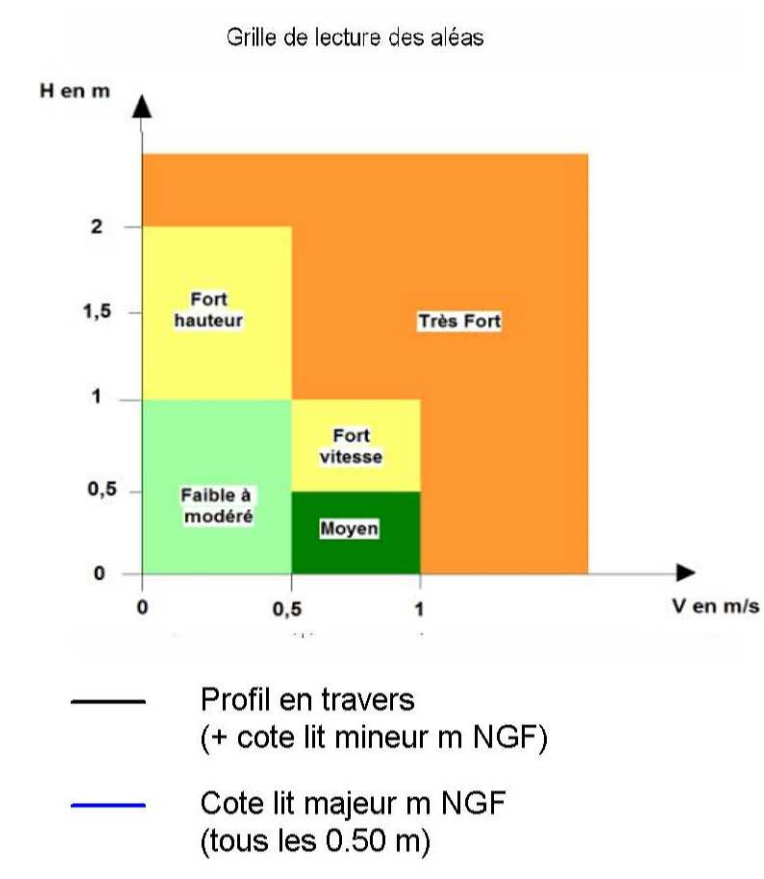 Grille de lecture des aléas
H en m
2
Fort
hauteur
1,5
Très Fort
1
Fort
vitesse
0,5
Faible à
modéré
Moyen
0
0
0,5
1
V en m/s
Profil en travers
(+ cote lit mineur m NGF)
Cote lit majeur m NGF
(tous les 0.50 m)